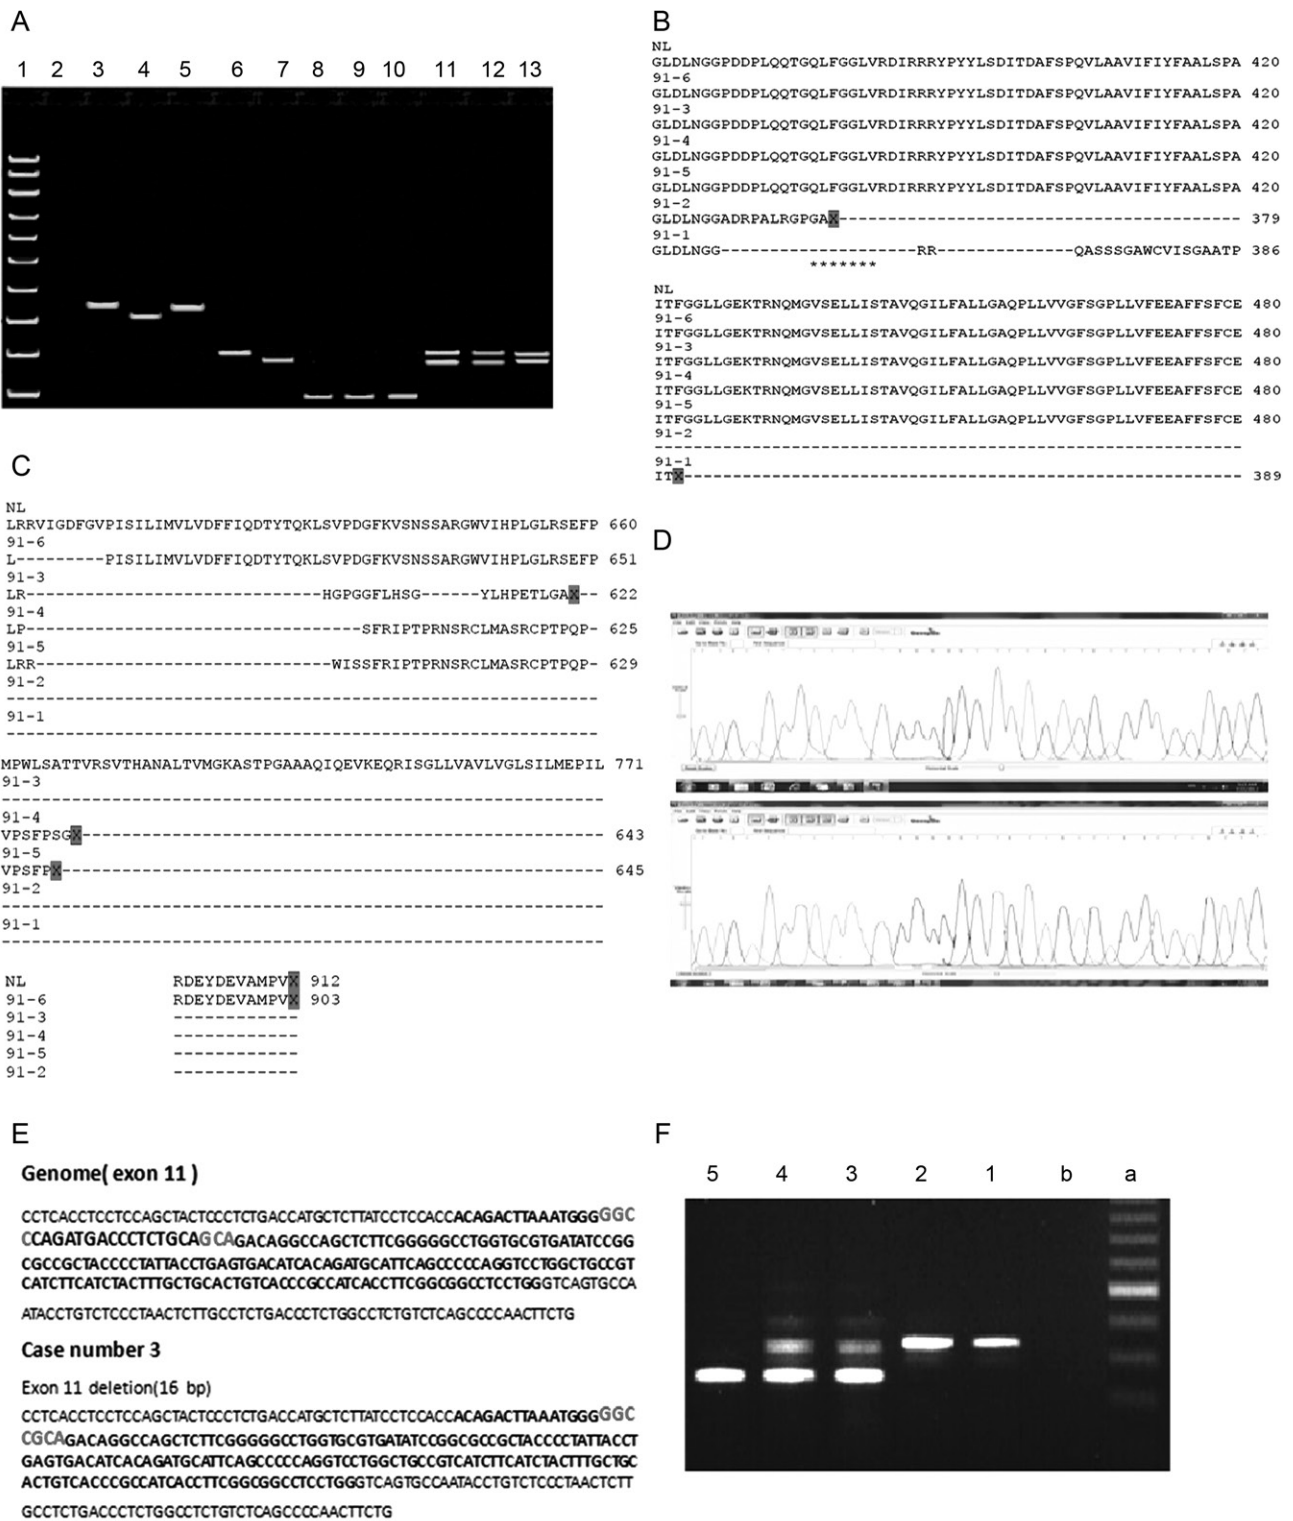 A
1 2 3 4 5 6 7 8 9 10 11 12 13
B
NL
GLDLNGGPDDPLQQTGQLFGGLVRDIRRRYPYYLSDITDAFSPQVLAAVIFIYFAALSPA 420
91-6
GLDLNGGPDDPLQQTGQLFGGLVRDIRRRYPYYLSDITDAFSPQVLAAVIFIYFAALSPA 420
91-3
GLDLNGGPDDPLQQTGQLFGGLVRDIRRRYPYYLSDITDAFSPQVLAAVIFIYFAALSPA 420
91-4
GLDLNGGPDDPLQQTGQLFGGLVRDIRRRYPYYLSDITDAFSPQVLAAVIFIYFAALSPA 420
91-5
GLDLNGGPDDPLQQTGQLFGGLVRDIRRRYPYYLSDITDAFSPQVLAAVIFIYFAALSPA 420
91-2
GLDLNGGADRPALRGPGAX----------------------------------------- 379
91-1
GLDLNGG--------------------RR--------------QASSSGAWCVISGAATP 386
*******
NL
ITFGGLLGEKTRNQMGVSELLISTAVQGILFALLGAQPLLVVGFSGPLLVFEEAFFSFCE 480
91-6
ITFGGLLGEKTRNQMGVSELLISTAVQGILFALLGAQPLLVVGFSGPLLVFEEAFFSFCE 480
91-3
ITFGGLLGEKTRNQMGVSELLISTAVQGILFALLGAQPLLVVGFSGPLLVFEEAFFSFCE 480
91-4
ITFGGLLGEKTRNQMGVSELLISTAVQGILFALLGAQPLLVVGFSGPLLVFEEAFFSFCE 480
91-5
ITFGGLLGEKTRNQMGVSELLISTAVQGILFALLGAQPLLVVGFSGPLLVFEEAFFSFCE 480
91-2
------------------------------------------------------------
91-1
ITX--------------------------------------------------------- 389
C
NL
LRRVIGDFGVPISILIMVLVDFFIQDTYTQKLSVPDGFKVSNSSARGWVIHPLGLRSEFP 660
91-6
L---------PISILIMVLVDFFIQDTYTQKLSVPDGFKVSNSSARGWVIHPLGLRSEFP 651
91-3
LR------------------------------HGPGGFLHSG------YLHPETLGAX-- 622
91-4
LP----------------------------------SFRIPTPRNSRCLMASRCPTPQP- 625
91-5
LRR------------------------------WISSFRIPTPRNSRCLMASRCPTPQP- 629
91-2
------------------------------------------------------------
91-1
------------------------------------------------------------
MPWLSATTVRSVTHANALTVMGKASTPGAAAQIQEVKEQRISGLLVAVLVGLSILMEPIL 771
91-3
------------------------------------------------------------
91-4
VPSFPSGX---------------------------------------------------- 643
91-5
VPSFPX------------------------------------------------------ 645
91-2
------------------------------------------------------------
91-1
------------------------------------------------------------
NL RDEYDEVAMPVX 912
91-6 RDEYDEVAMPVX 903
91-3 ------------
91-4 ------------
91-5 ------------
91-2 ------------
D
E
Genome( exon 11 )
CCTCACCTCCTCCAGCTACTCCCTCTGACCATGCTCTTATCCTCCACCACAGACTTAAATGGGGGC
CCAGATGACCCTCTGCAGCAGACAGGCCAGCTCTTCGGGGGCCTGGTGCGTGATATCCGG
CGCCGCTACCCCTATTACCTGAGTGACATCACAGATGCATTCAGCCCCCAGGTCCTGGCTGCCGT
CATCTTCATCTACTTTGCTGCACTGTCACCCGCCATCACCTTCGGCGGCCTCCTGGGTCAGTGCCA
ATACCTGTCTCCCTAACTCTTGCCTCTGACCCTCTGGCCTCTGTCTCAGCCCCAACTTCTG
Case number 3
Exon 11 deletion(16 bp)
CCTCACCTCCTCCAGCTACTCCCTCTGACCATGCTCTTATCCTCCACCACAGACTTAAATGGGGGC
CGCAGACAGGCCAGCTCTTCGGGGGCCTGGTGCGTGATATCCGGCGCCGCTACCCCTATTACCT
GAGTGACATCACAGATGCATTCAGCCCCCAGGTCCTGGCTGCCGTCATCTTCATCTACTTTGCTGC
ACTGTCACCCGCCATCACCTTCGGCGGCCTCCTGGGTCAGTGCCAATACCTGTCTCCCTAACTCTT
GCCTCTGACCCTCTGGCCTCTGTCTCAGCCCCAACTTCTG
F
5 4 3 2 1 b a